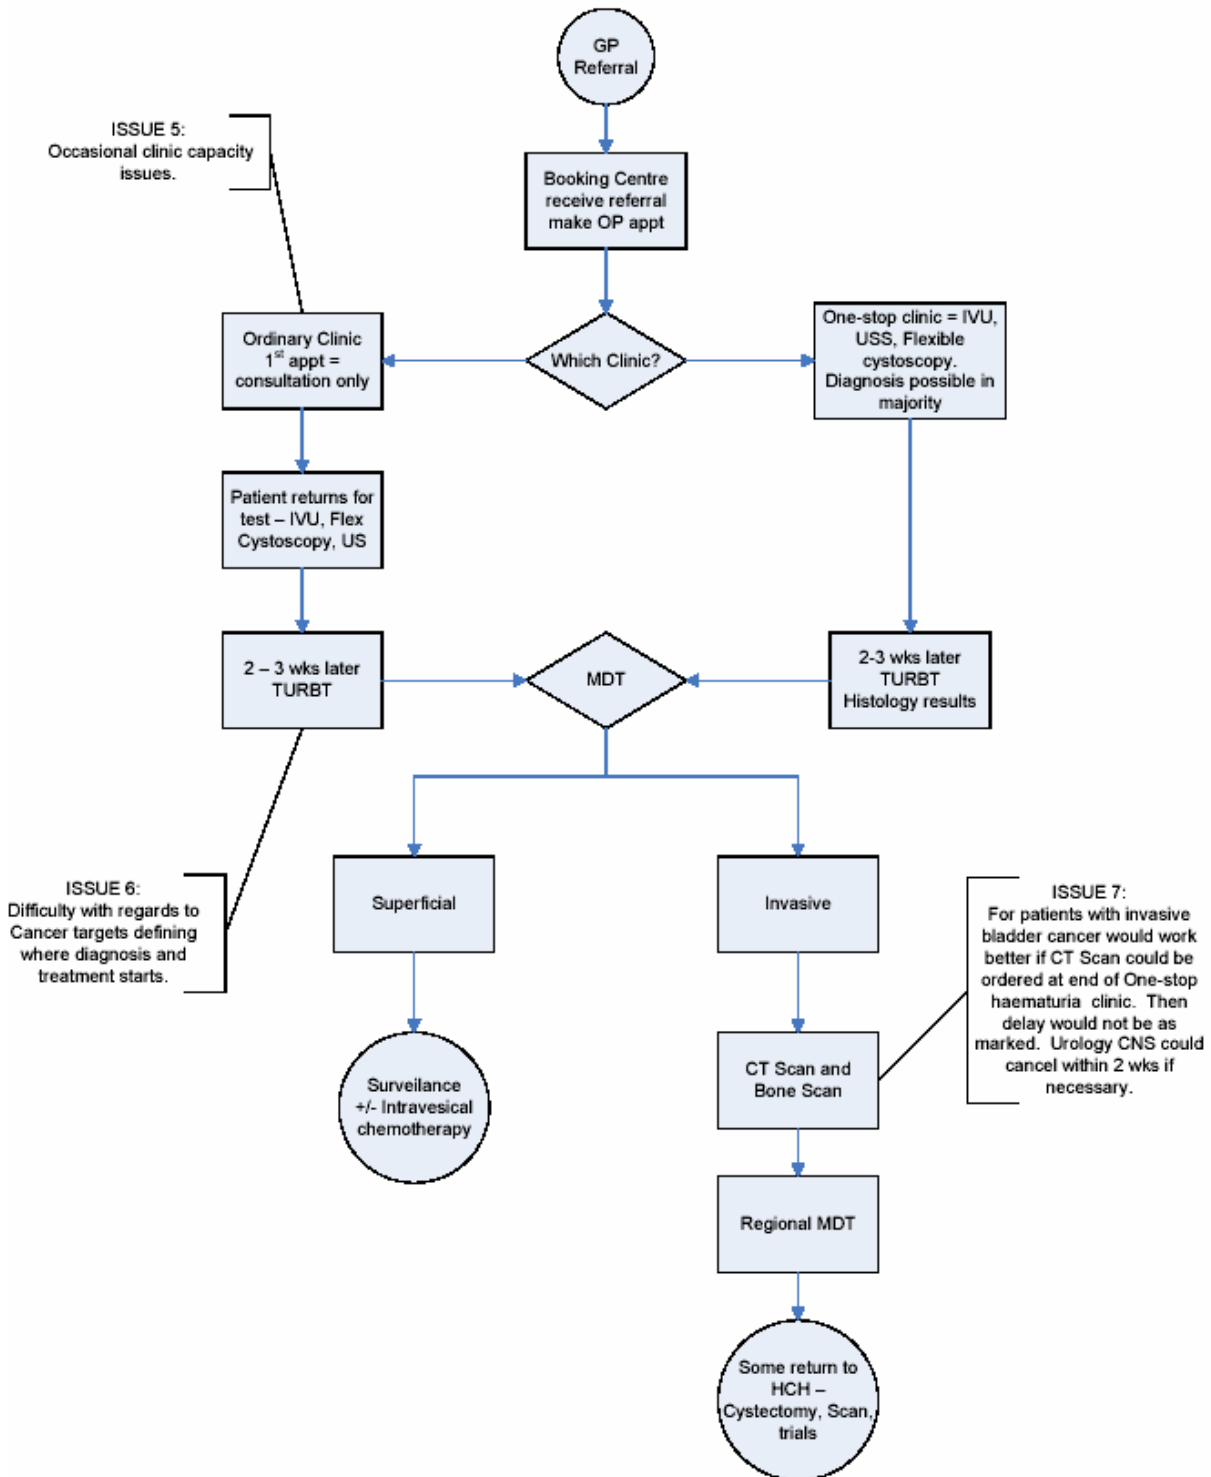 GP
Referral
ISSUE 5:
Occasional clinic capacity
issues.
Booking Centre
receive referral
make OP appt
Ordinary Clinic
1st appt =
consultation only
Which Clinic?
One-stop clinic = IVU,
USS, Flexible
cystoscopy.
Diagnosis possible in
majority
Patient returns for
test – IVU, Flex
Cystoscopy, US
2 – 3 wks later
TURBT
MDT
2-3 wks later
TURBT
Histology results
ISSUE 6:
Difficulty with regards to
Cancer targets defining
where diagnosis and
treatment starts.
Superficial
Invasive
ISSUE 7:
For patients with invasive
bladder cancer would work
better if CT Scan could be
ordered at end of One-stop
haematuria clinic. Then
delay would not be as
marked. Urology CNS could
cancel within 2 wks if
necessary.
Surveilance
+/- Intravesical
chemotherapy
CT Scan and
Bone Scan
Regional MDT
Some return to
HCH –
Cystectomy, Scan,
trials